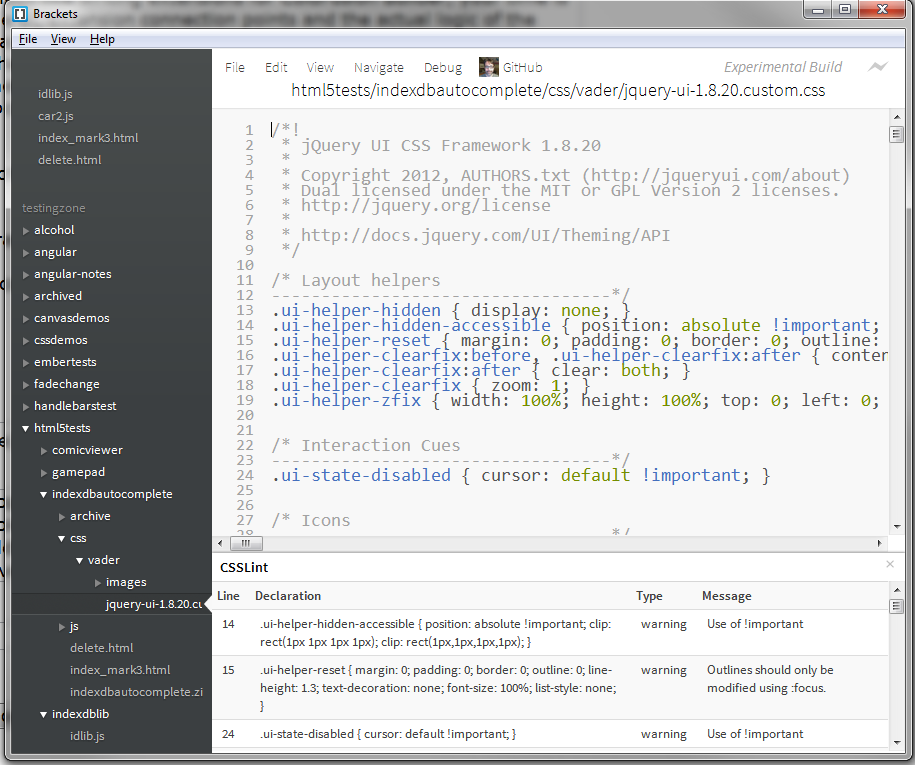 Brackets
File View Help
idlib.js
car2.js
index_mark3.html
delete.html
testingzone
alcohol
angular
angular-notes
archived
canvasdemos
cssdemos
embertests
fadechange
handlebarstest
html5tests
comicviewer
gamepad
indexdbautocomplete
archive
css
vader
images
jquery-ui-1.8.20.cu
js
delete.html
index_mark3.html
indexdbautocomplete.zi
indexdblib
idlib.js
File Edit View Navigate Debug GitHub Experimental Build
html5tests/indexdbautocomplete/css/vader/jquery-ui-1.8.20.custom.css
1 /*!
2 * jQuery UI CSS Framework 1.8.20
3 *
4 * Copyright 2012, AUTHORS.txt (http://jqueryui.com/about)
5 * Dual licensed under the MIT or GPL Version 2 licenses.
6 * http://jquery.org/license
7 *
8 * http://docs.jquery.com/UI/Theming/API
9 */
10
11 /* Layout helpers
12 ----------------------------------*/
13 .ui-helper-hidden { display: none; }
14 .ui-helper-hidden-accessible { position: absolute !important;
15 .ui-helper-reset { margin: 0; padding: 0; border: 0; outline:
16 .ui-helper-clearfix:before, .ui-helper-clearfix:after { conten
17 .ui-helper-clearfix:after { clear: both; }
18 .ui-helper-clearfix { zoom: 1; }
19 .ui-helper-zfix { width: 100%; height: 100%; top: 0; left: 0;
20
21
22 /* Interaction Cues
23 ----------------------------------*/
24 .ui-state-disabled { cursor: default !important; }
25
26
27 /* Icons
28 */
CSSLint
Line Declaration Type Message
14 .ui-helper-hidden-accessible { position: absolute !important; clip: warning Use of !important
rect(1px 1px 1px 1px); clip: rect(1px,1px,1px,1px); }
15 .ui-helper-reset { margin: 0; padding: 0; border: 0; outline: 0; line- warning Outlines should only be
height: 1.3; text-decoration: none; font-size: 100%; list-style: none; modified using :focus.
}
24 .ui-state-disabled { cursor: default !important; } warning Use of !important